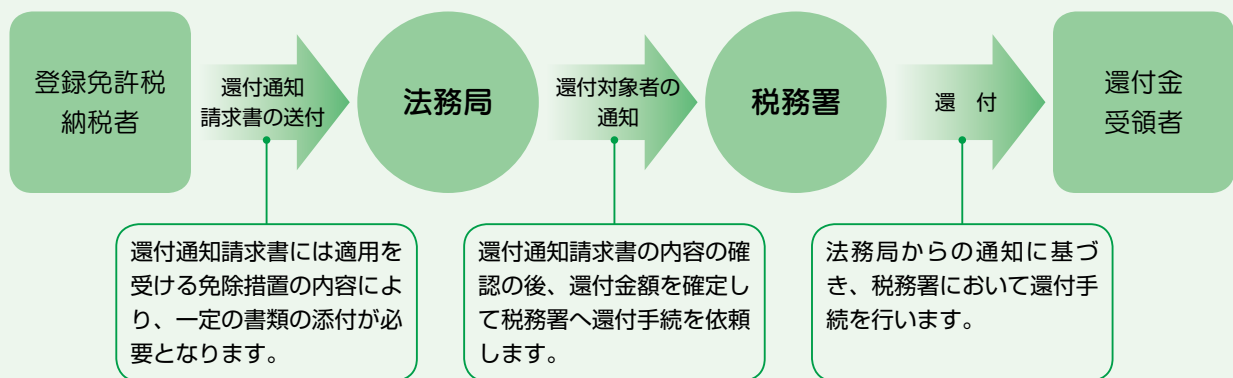 登録免許税
納税者
還付通知
請求書の送付
法務局
還付対象者の
通知
税務署
還　付
還付金
受領者
還付通知請求書には適用を
受ける免除措置の内容によ
り、一定の書類の添付が必
要となります。
還付通知請求書の内容の確
認の後、還付金額を確定し
て税務署へ還付手続を依頼
します。
法務局からの通知に基づ
き、税務署において還付手
続を行います。